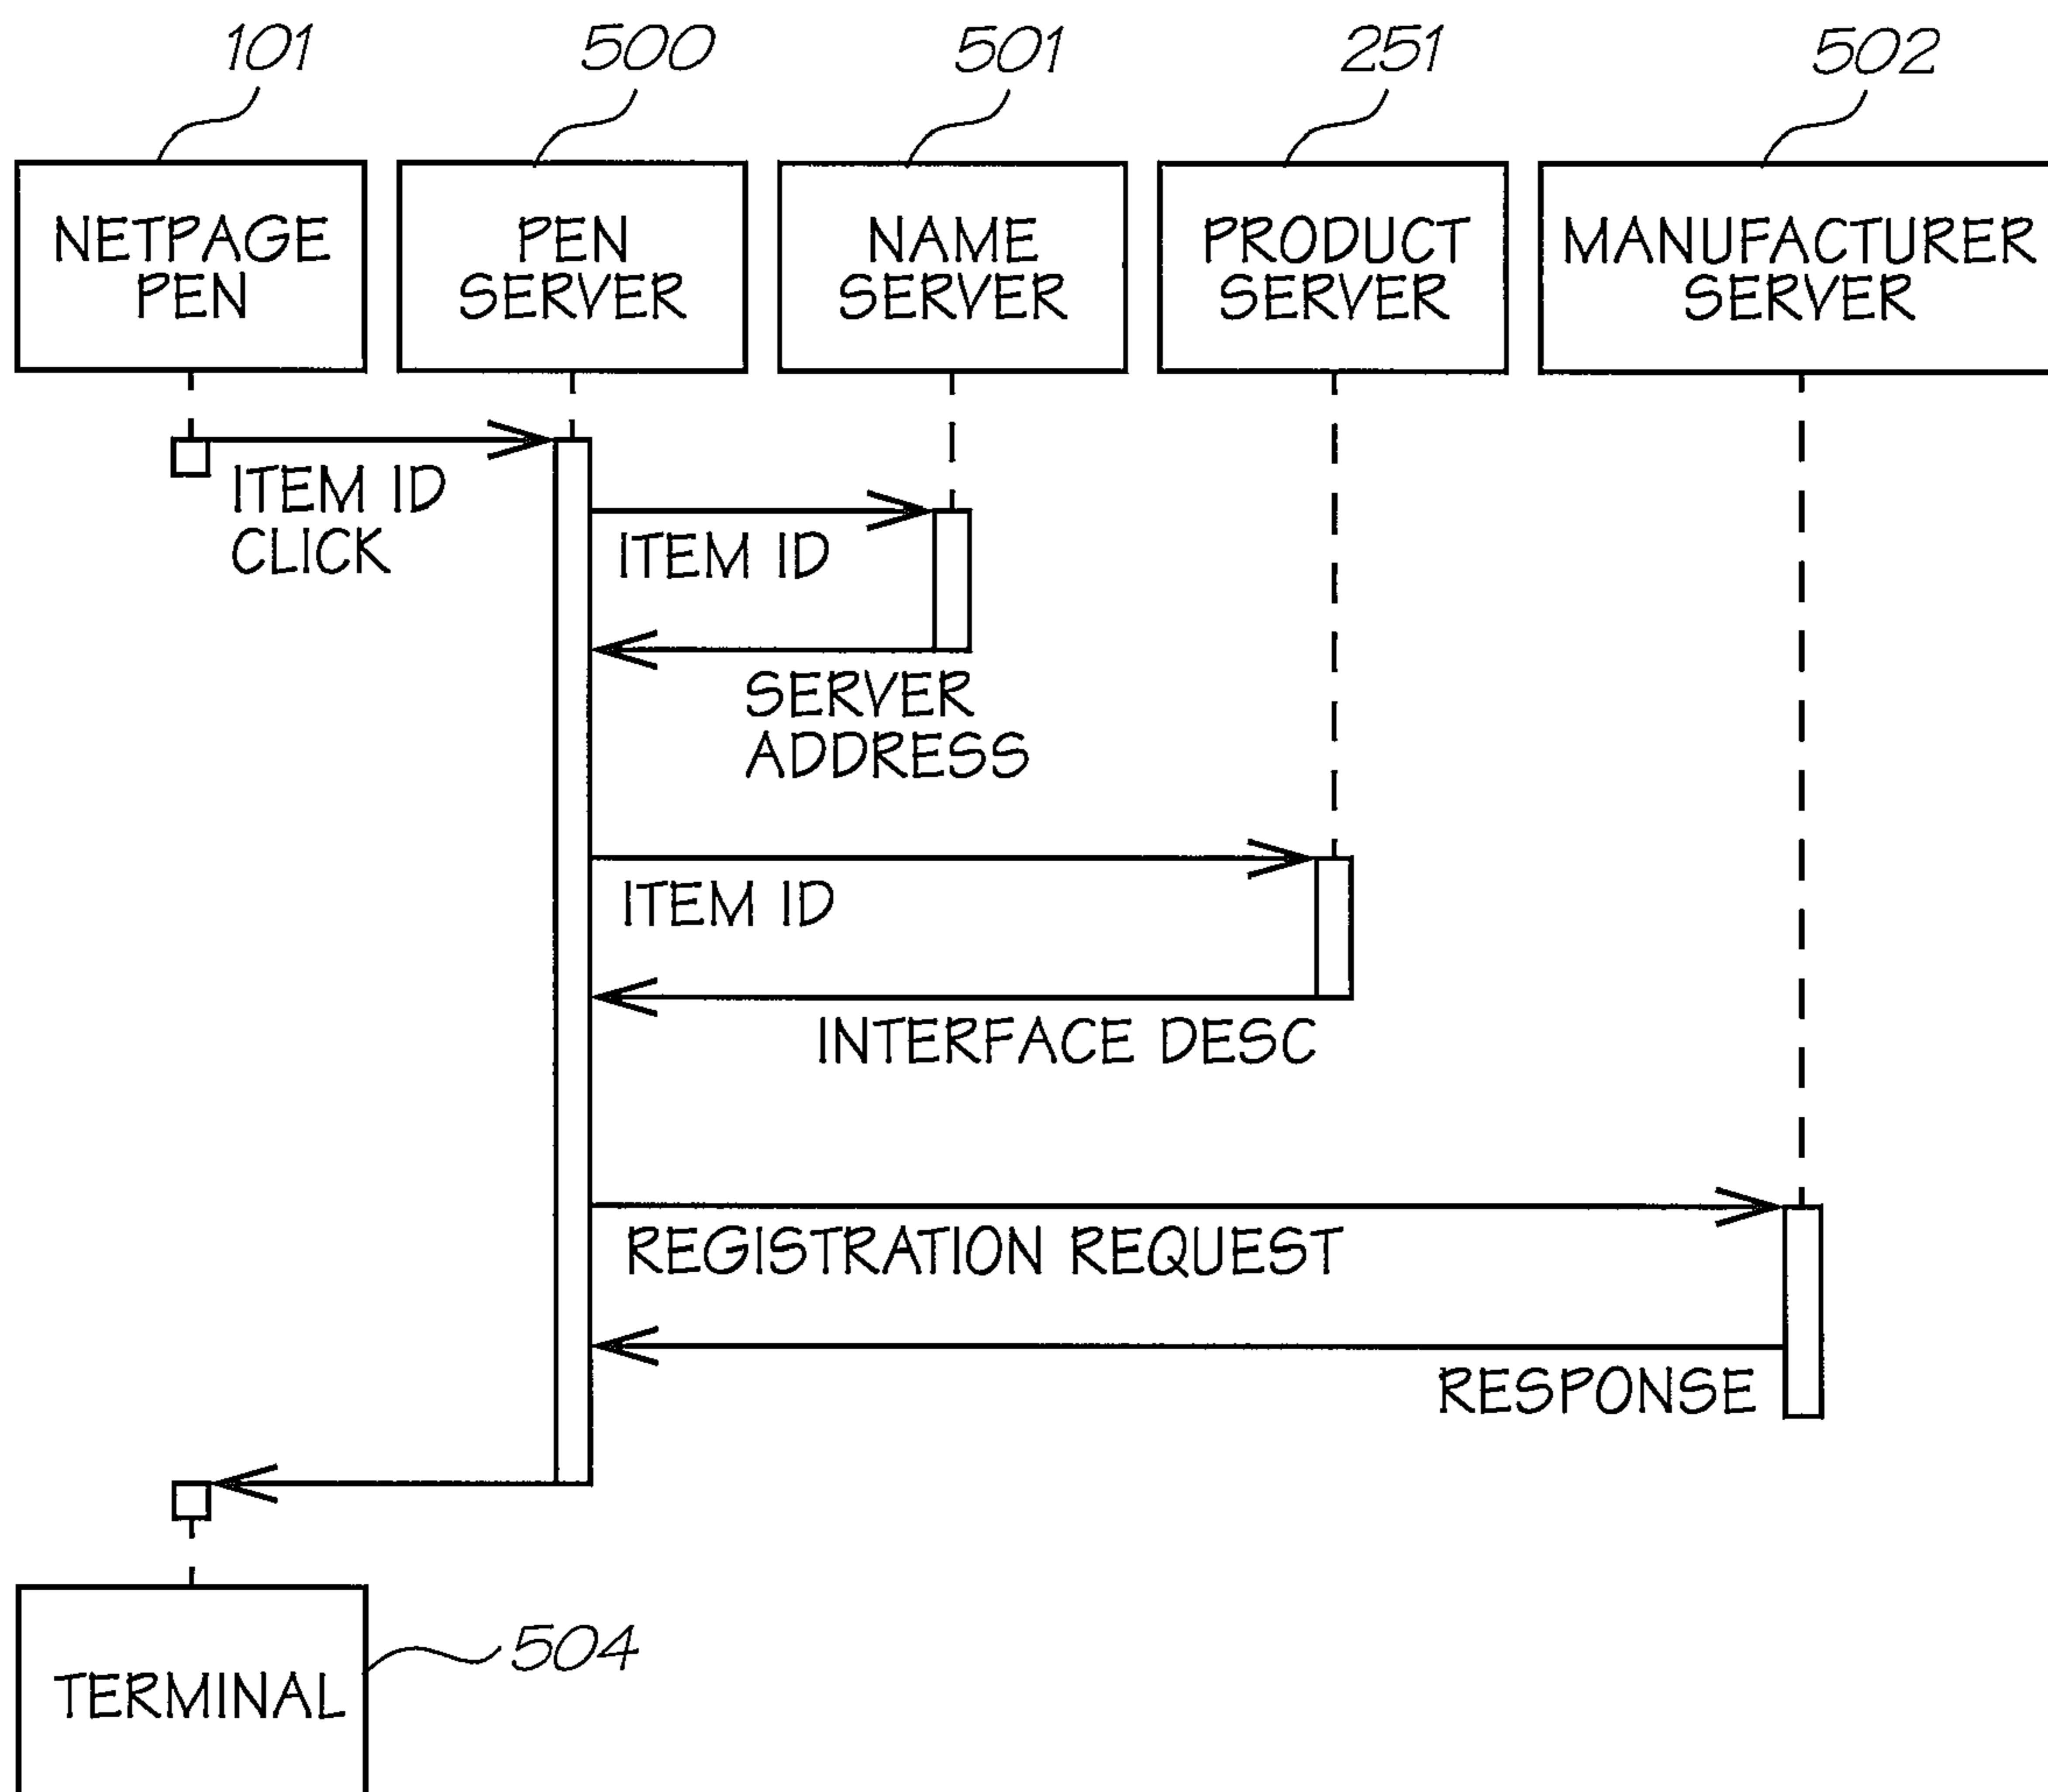 101
500
501
251
502
NETPAGE
PEN
PEN
SERVER
NAME
SERVER
PRODUCT
SERVER
MANUFACTURER
SERVER
ITEM ID
CLICK
ITEM ID
SERVER
ADDRESS
ITEM ID
INTERFACE DESC
REGISTRATION REQUEST
RESPONSE
504
TERMINAL